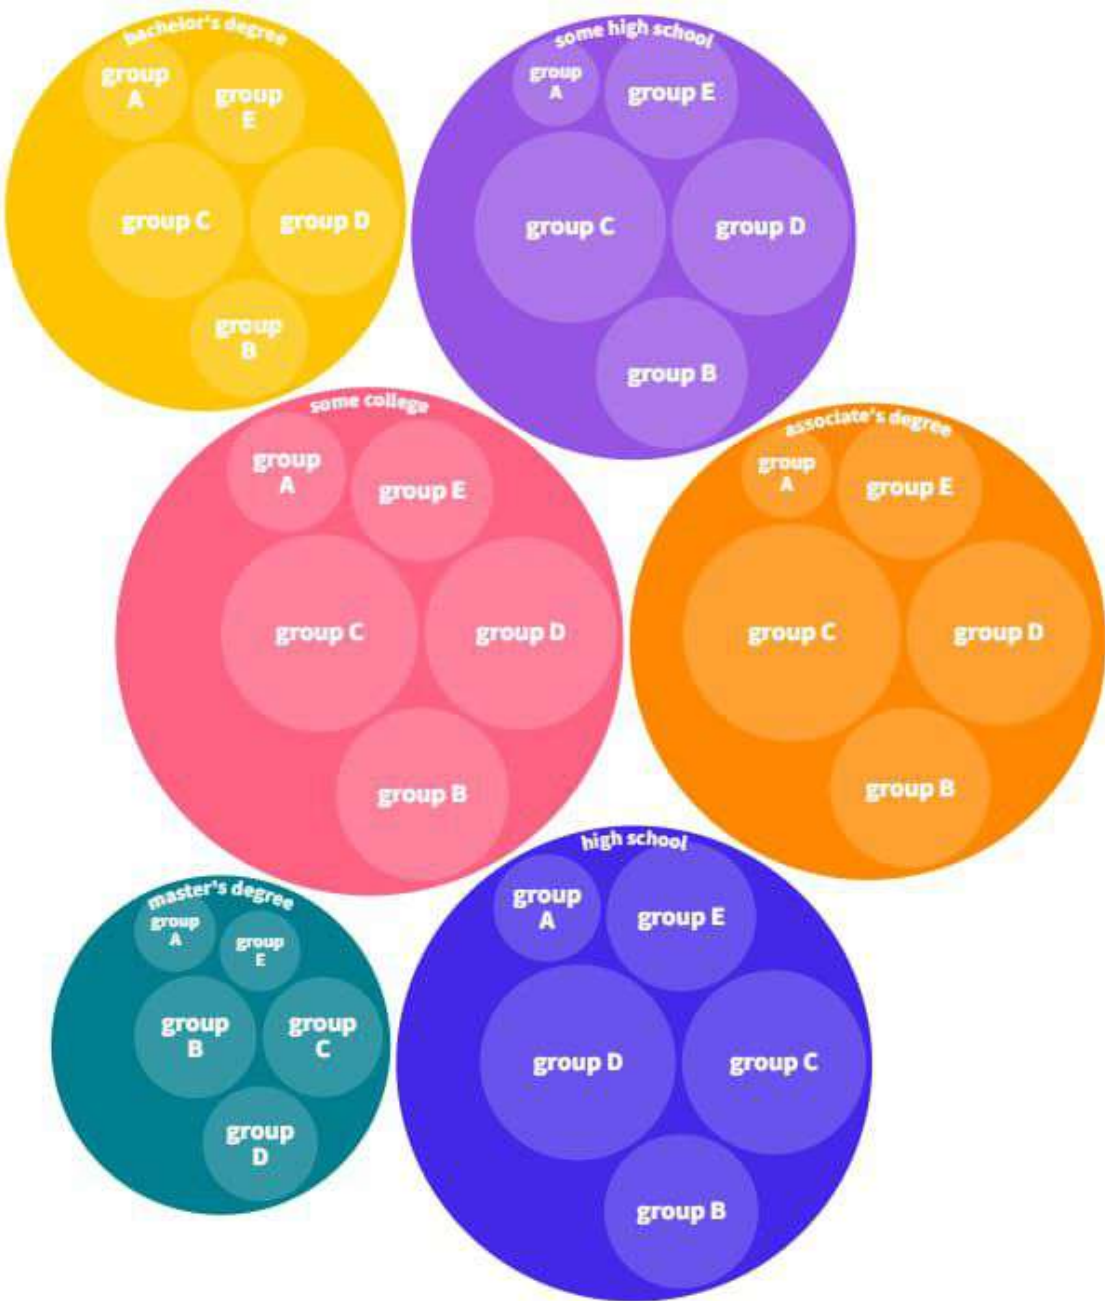 bachelor's degree
group
A
group
E
group C
group D
group
B
some high school
group
A
group E
group C
group D
group B
some college
group
A
group E
group C
group D
group B
associate's degree
group
A
group E
group C
group D
group B
master's degree
group
A
group
E
group
B
group
C
group
D
high school
group
A
group E
group D
group C
group B